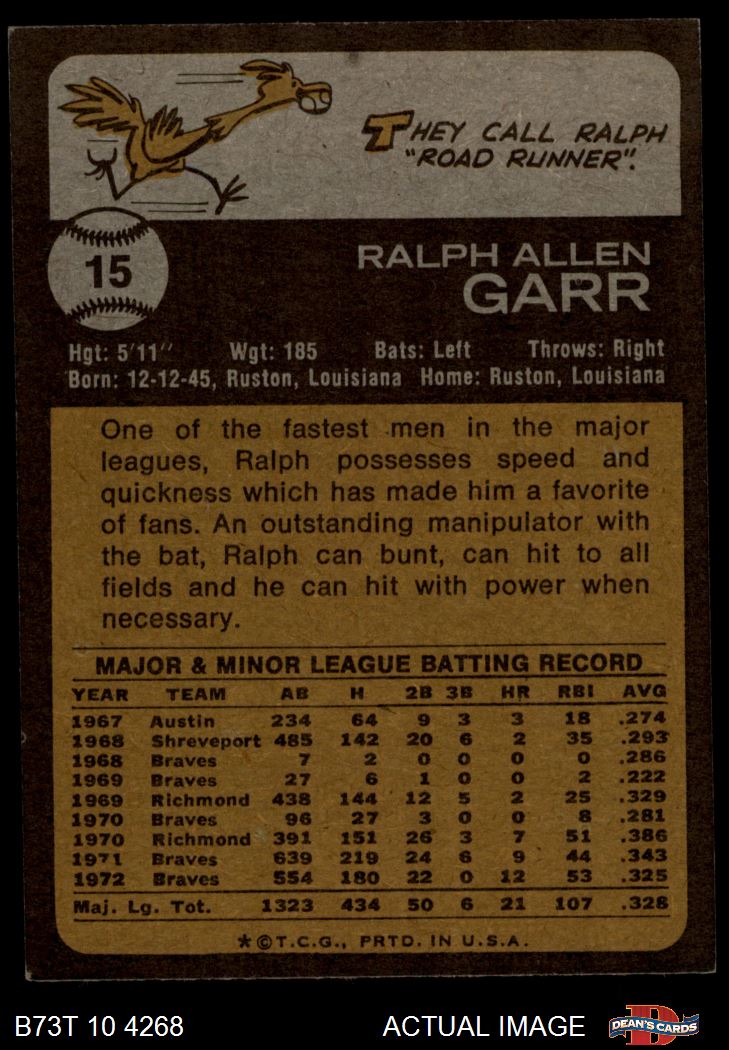 THEY CALL RALPH
"ROAD RUNNER".
15
RALPH ALLEN
GARR
Hgt: 5'11" Wgt: 185 Bats: Left Throws: Right
Born: 12-12-45, Ruston, Louisiana Home: Ruston, Louisiana
One of the fastest men in the major
leagues, Ralph possesses speed and
quickness which has made him a favorite
of fans. An outstanding manipulator with
the bat, Ralph can bunt, can hit to all
fields and he can hit with power when
necessary.
MAJOR & MINOR LEAGUE BATTING RECORD
YEAR TEAM AB H 2B 3B HR RBI AVG
1967 Austin 234 64 9 3 3 18 .274
1968 Shreveport 485 142 20 6 2 35 .293
1968 Braves 7 2 0 0 0 0 .286
1969 Braves 27 6 1 0 0 2 .222
1969 Richmond 438 144 12 5 2 25 .329
1970 Braves 96 27 3 0 0 8 .281
1970 Richmond 391 151 26 3 7 51 .386
1971 Braves 639 219 24 6 9 44 .343
1972 Braves 554 180 22 0 12 53 .325
Maj. Lg. Tot. 1323 434 50 6 21 107 .328
*©T.C.G., PRTD. IN U.S.A.
B73T 10 4268 ACTUAL IMAGE DEAN'S CARDS